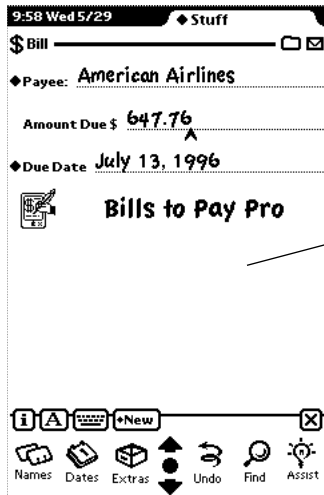 9:58 Wed 5/29
◆Stuff
$ Bill
◆Payee: American Airlines
Amount Due $ 647.76
◆Due Date July 13, 1996
Bills to Pay Pro
i A •New X
Names Dates Extras Undo Find Assist